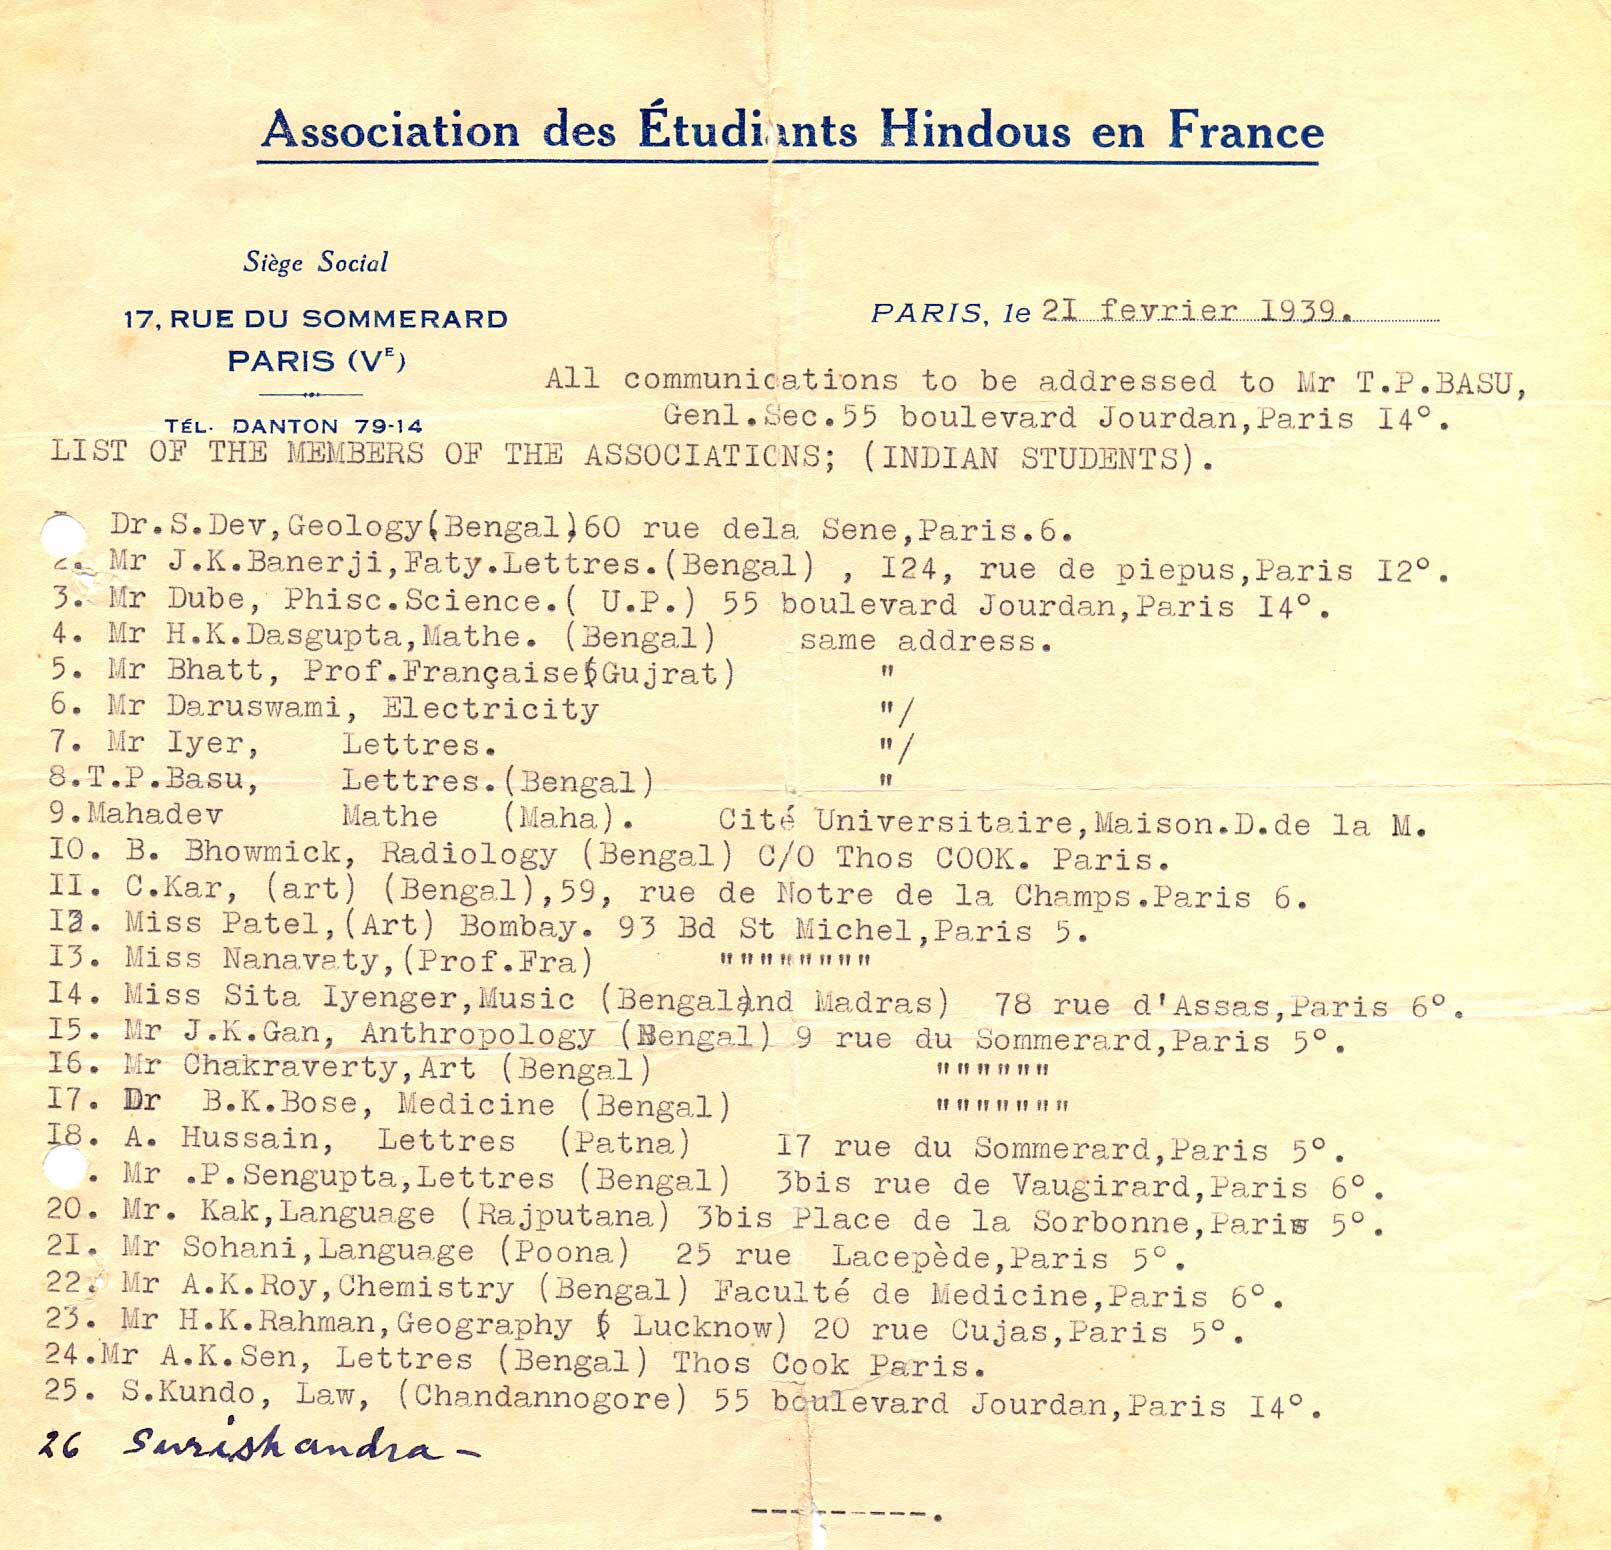 Association des Étudiants Hindous en France
Siège Social
17, RUE DU SOMMERARD
PARIS (VE)
TÉL. DANTON 79-14
PARIS, le 21 fevrier 1939.
All communications to be addressed to Mr T.P.BASU,
Genl.Sec.55 boulevard Jourdan,Paris I4°.
LIST OF THE MEMBERS OF THE ASSOCIATIONS; (INDIAN STUDENTS).
Dr.S.Dev,Geology(Bengal)60 rue dela Sene,Paris.6.
2. Mr J.K.Banerji,Faty.Lettres.(Bengal) , I24, rue de piepus,Paris I2°.
3. Mr Dube, Phisc.Science.( U.P.) 55 boulevard Jourdan,Paris I4°.
4. Mr H.K.Dasgupta,Mathe. (Bengal) same address.
5. Mr Bhatt, Prof.Française(Gujrat) "
6. Mr Daruswami, Electricity "/
7. Mr Iyer, Lettres. "/
8.T.P.Basu, Lettres.(Bengal) "
9.Mahadev Mathe (Maha). Cité Universitaire,Maison.D.de la M.
IO. B. Bhowmick, Radiology (Bengal) C/O Thos COOK. Paris.
II. C.Kar, (art) (Bengal),59, rue de Notre de la Champs.Paris 6.
I2. Miss Patel,(Art) Bombay. 93 Bd St Michel,Paris 5.
I3. Miss Nanavaty,(Prof.Fra) """"""""
I4. Miss Sita Iyenger,Music (Bengal)and Madras) 78 rue d'Assas,Paris 6°.
I5. Mr J.K.Gan, Anthropology (Bengal) 9 rue du Sommerard,Paris 5°.
I6. Mr Chakraverty,Art (Bengal) """"""
I7. Dr B.K.Bose, Medicine (Bengal) """""""
I8. A. Hussain, Lettres (Patna) I7 rue du Sommerard,Paris 5°.
. Mr .P.Sengupta,Lettres (Bengal) 3bis rue de Vaugirard,Paris 6°.
20. Mr. Kak,Language (Rajputana) 3bis Place de la Sorbonne,Paris 5°.
2I. Mr Sohani,Language (Poona) 25 rue Lacepède,Paris 5°.
22. Mr A.K.Roy,Chemistry (Bengal) Faculté de Medicine,Paris 6°.
23. Mr H.K.Rahman,Geography ( Lucknow) 20 rue Cujas,Paris 5°.
24.Mr A.K.Sen, Lettres (Bengal) Thos Cook Paris.
25. S.Kundo, Law, (Chandannogore) 55 boulevard Jourdan,Paris I4°.
26 Surishandra -
---------.